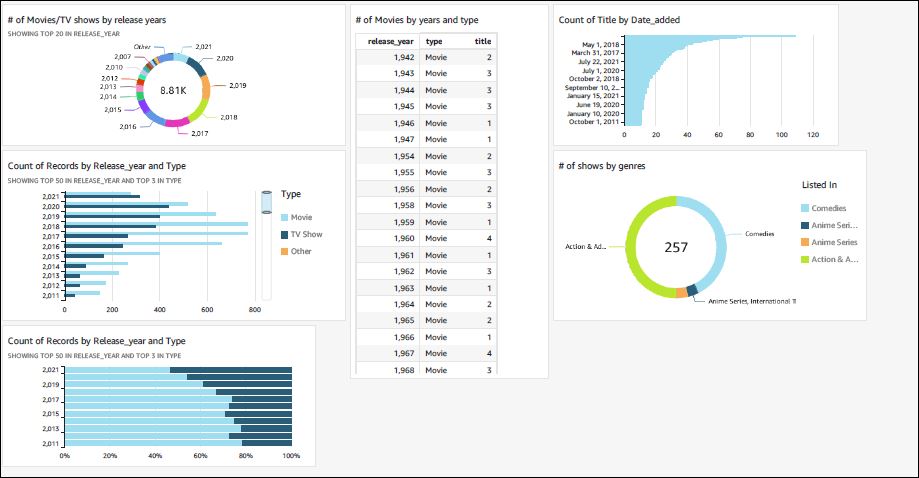 # of Movies/TV shows by release years
SHOWING TOP 20 IN RELEASE_YEAR
Other
2,021
2,007
2,020
2,010
2,012
2,019
2,013
2,014
2,018
2,015
2,016
2,017
8.81K
# of Movies by years and type
release_year type title
1,942 Movie 2
1,943 Movie 3
1,944 Movie 3
1,945 Movie 3
1,946 Movie 1
1,947 Movie 1
1,954 Movie 2
1,955 Movie 3
1,956 Movie 2
1,958 Movie 3
1,959 Movie 1
1,960 Movie 4
1,961 Movie 1
1,962 Movie 3
1,963 Movie 1
1,964 Movie 2
1,965 Movie 2
1,966 Movie 1
1,967 Movie 4
1,968 Movie 3
Count of Title by Date_added
May 1, 2018
March 31, 2017
July 22, 2021
July 1, 2020
October 2, 2018
September 10, 2...
January 15, 2021
June 19, 2020
January 10, 2020
October 1, 2011
0 20 40 60 80 100 120
Count of Records by Release_year and Type
SHOWING TOP 50 IN RELEASE_YEAR AND TOP 3 IN TYPE
2,021
2,020
2,019
2,018
2,017
2,016
2,015
2,014
2,013
2,012
2,011
0 200 400 600 800
Type
Movie
TV Show
Other
# of shows by genres
Listed In
Comedies
Anime Seri...
Anime Series
Action & A...
Comedies
Action & Ad...
257
Anime Series, International T
Count of Records by Release_year and Type
SHOWING TOP 50 IN RELEASE_YEAR AND TOP 3 IN TYPE
2,021
2,019
2,017
2,015
2,013
2,011
0% 20% 40% 60% 80% 100%